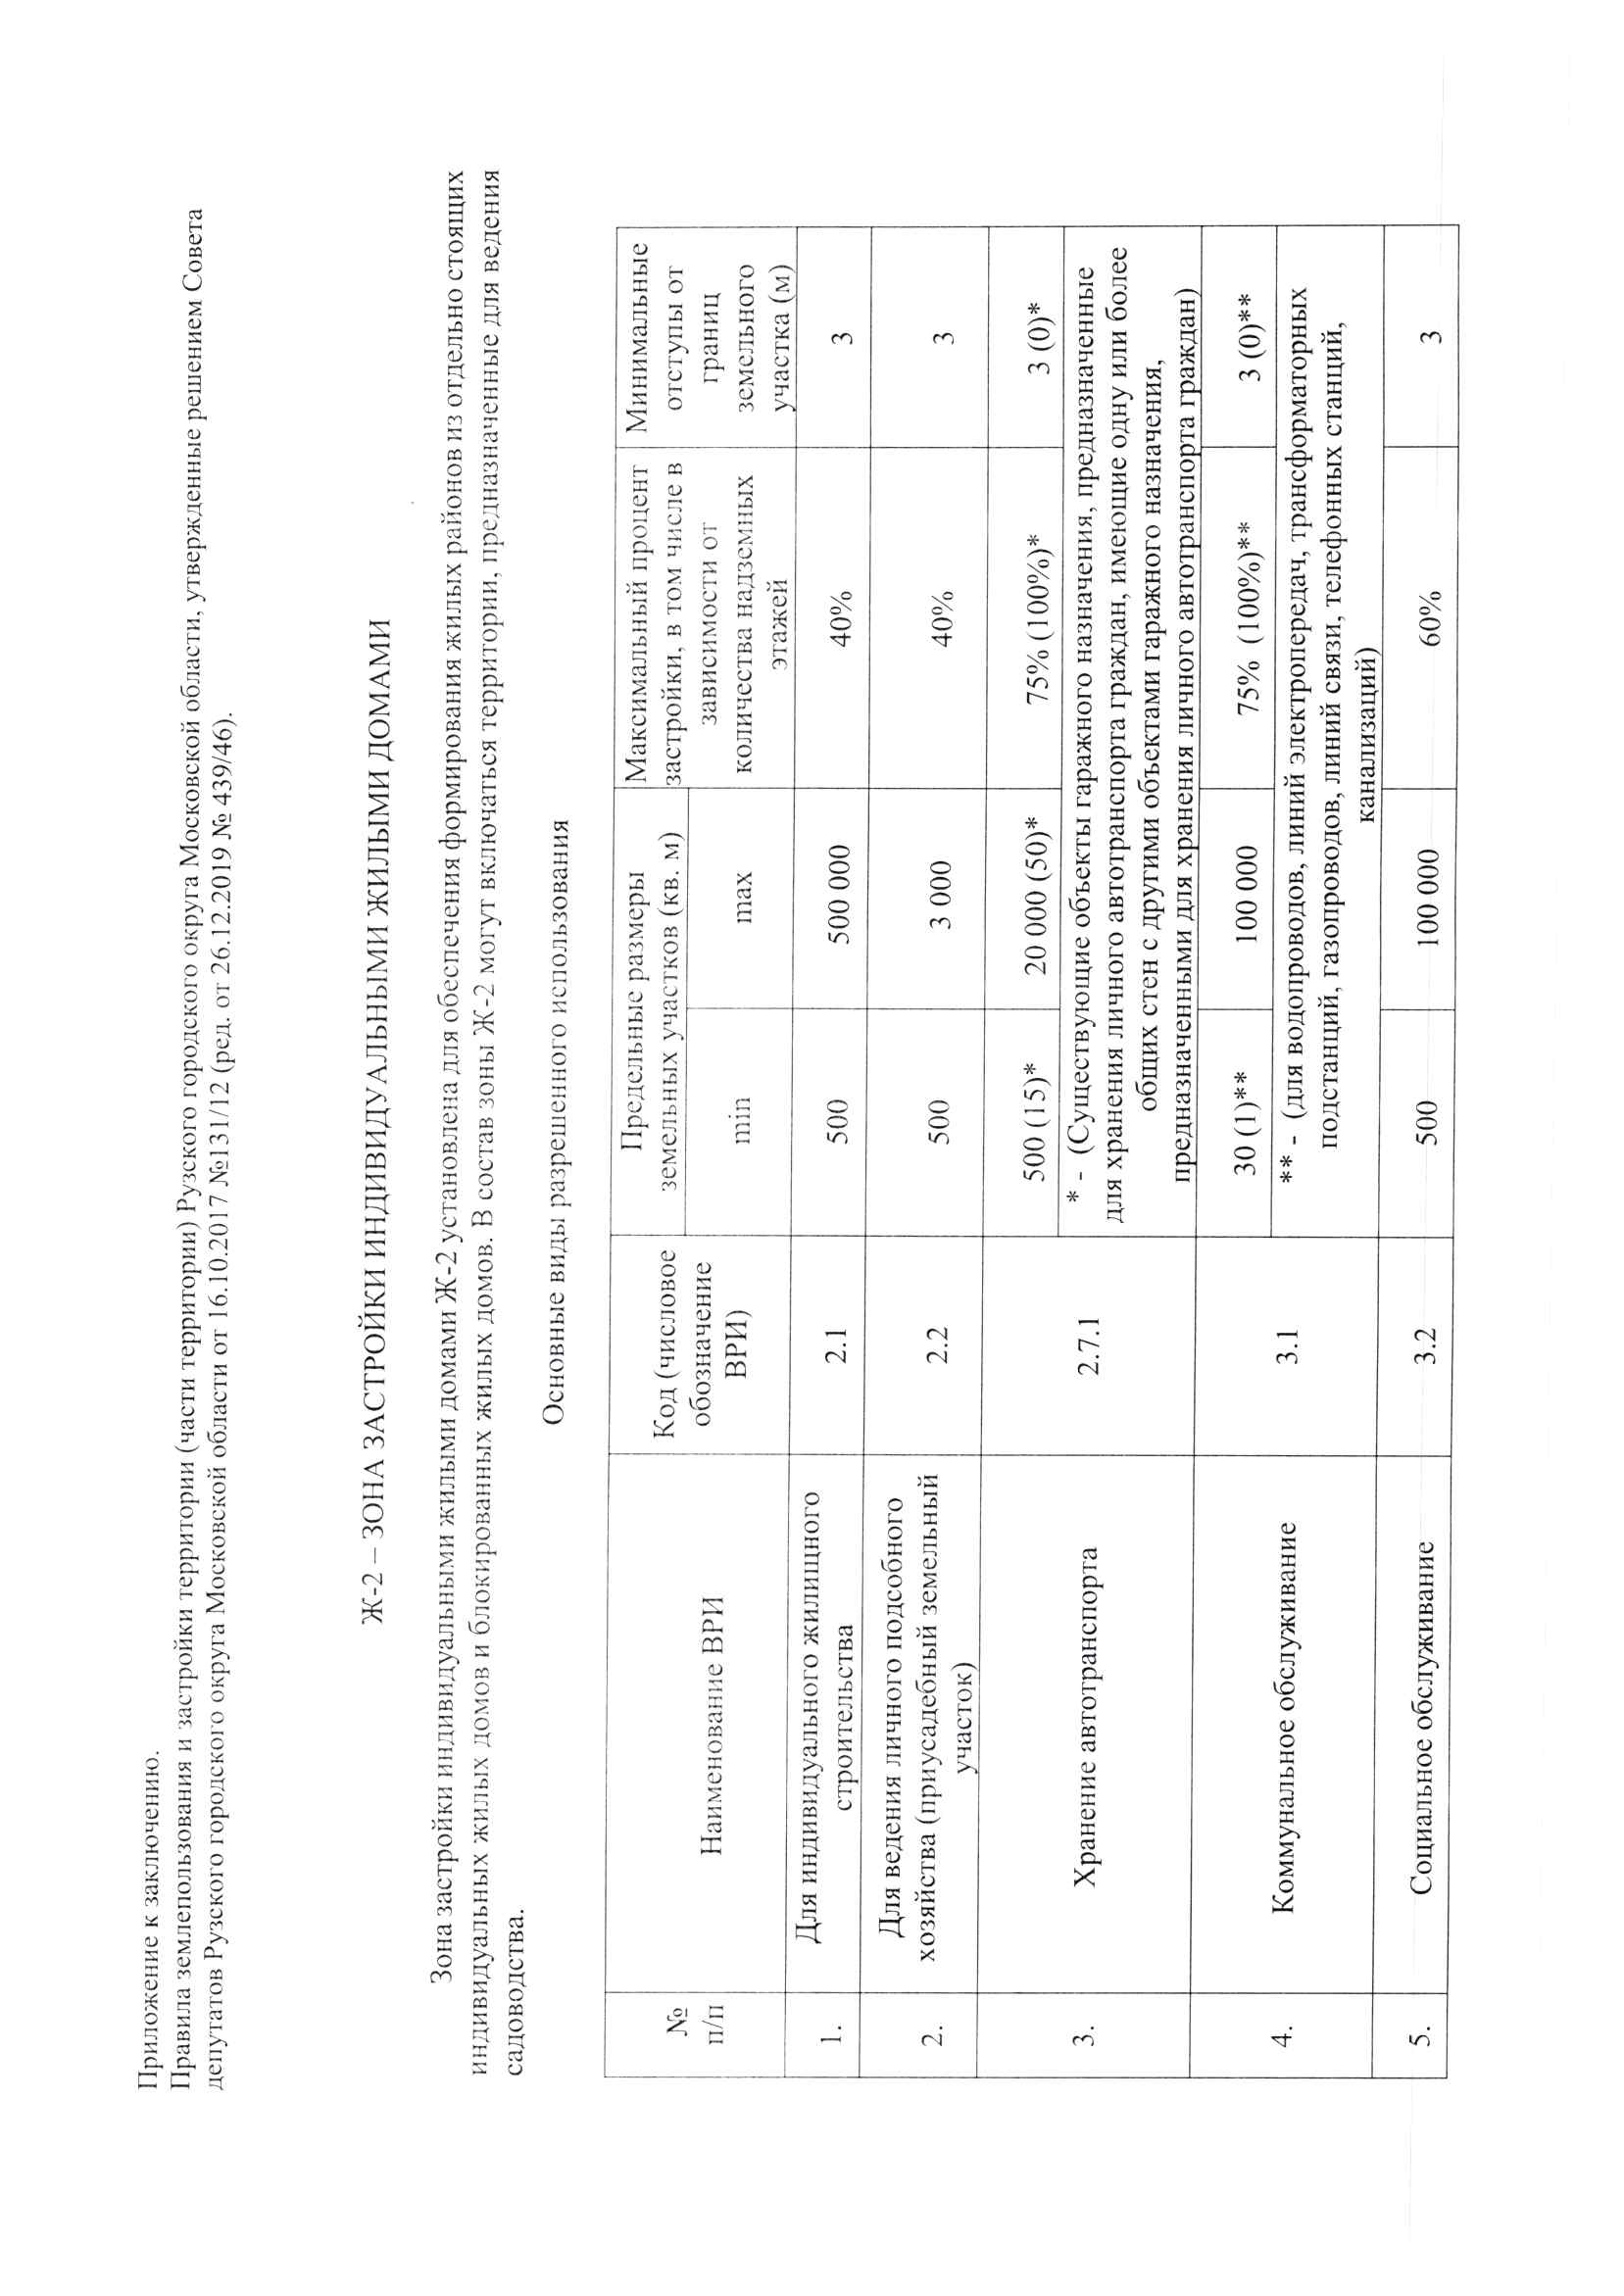 Приложение к заключению.
Правила землепользования и застройки территории (части территории) Рузского городского округа Московской области, утвержденные решением Совета
депутатов Рузского городского округа Московской области от 16.10.2017 №131/12 (ред. от 26.12.2019 № 439/46).
Ж-2 – ЗОНА ЗАСТРОЙКИ ИНДИВИДУАЛЬНЫМИ ЖИЛЫМИ ДОМАМИ
Зона застройки индивидуальными жилыми домами Ж-2 установлена для обеспечения формирования жилых районов из отдельно стоящих
индивидуальных жилых домов и блокированных жилых домов. В состав зоны Ж-2 могут включаться территории, предназначенные для ведения
садоводства.
Основные виды разрешенного использования
№
п/п
Наименование ВРИ
Код (числовое
обозначение
ВРИ)
Предельные размеры
земельных участков (кв. м)
min
max
Максимальный процент
застройки, в том числе в
зависимости от
количества надземных
этажей
Минимальные
отступы от
границ
земельного
участка (м)
1.
Для индивидуального жилищного
строительства
2.1
500
500 000
40%
3
2.
Для ведения личного подсобного
хозяйства (приусадебный земельный
участок)
2.2
500
3 000
40%
3
3.
Хранение автотранспорта
2.7.1
500 (15)*
20 000 (50)*
75% (100%)*
3 (0)*
* - (Существующие объекты гаражного назначения, предназначенные
для хранения личного автотранспорта граждан, имеющие одну или более
общих стен с другими объектами гаражного назначения,
предназначенными для хранения личного автотранспорта граждан)
4.
Коммунальное обслуживание
3.1
30 (1)**
100 000
75% (100%)**
3 (0)**
** - (для водопроводов, линий электропередач, трансформаторных
подстанций, газопроводов, линий связи, телефонных станций,
канализаций)
5.
Социальное обслуживание
3.2
500
100 000
60%
3